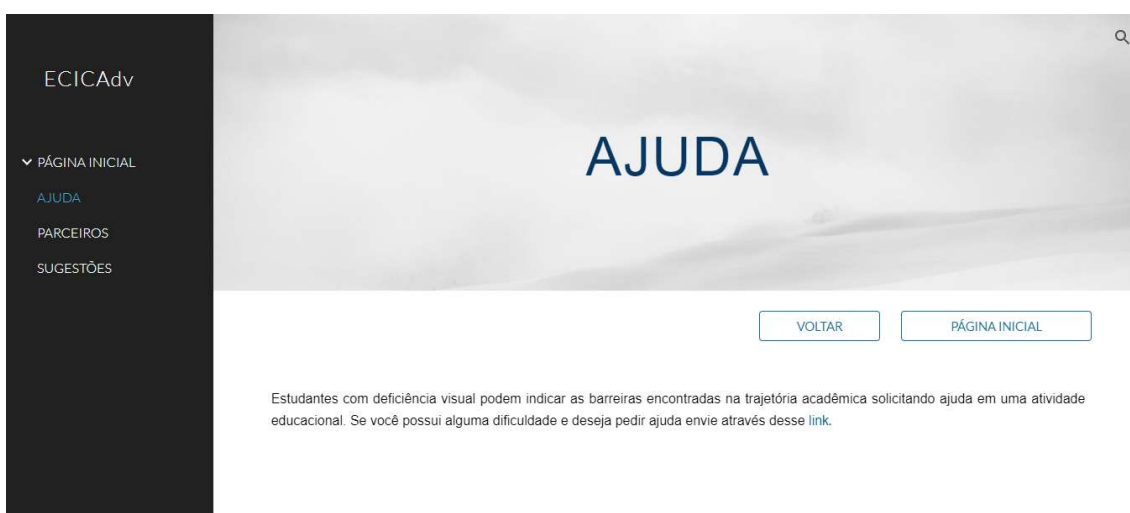 ECICAdv
PÁGINA INICIAL
AJUDA
PARCEIROS
SUGESTÕES
AJUDA
VOLTAR
PÁGINA INICIAL
Estudantes com deficiência visual podem indicar as barreiras encontradas na trajetória acadêmica solicitando ajuda em uma atividade
educacional. Se você possui alguma dificuldade e deseja pedir ajuda envie através desse link.